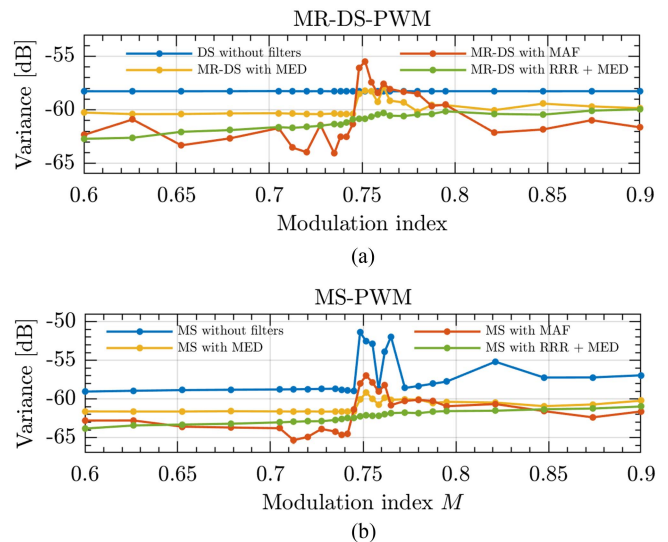 MR-DS-PWM
Variance [dB]
-55
-60
-65
DS without filters
MR-DS with MAF
MR-DS with MED
MR-DS with RRR + MED
0.6 0.65 0.7 0.75 0.8 0.85 0.9
Modulation index
(a)
MS-PWM
Variance [dB]
-50
-55
-60
-65
MS without filters
MS with MAF
MS with MED
MS with RRR + MED
0.6 0.65 0.7 0.75 0.8 0.85 0.9
Modulation index M
(b)